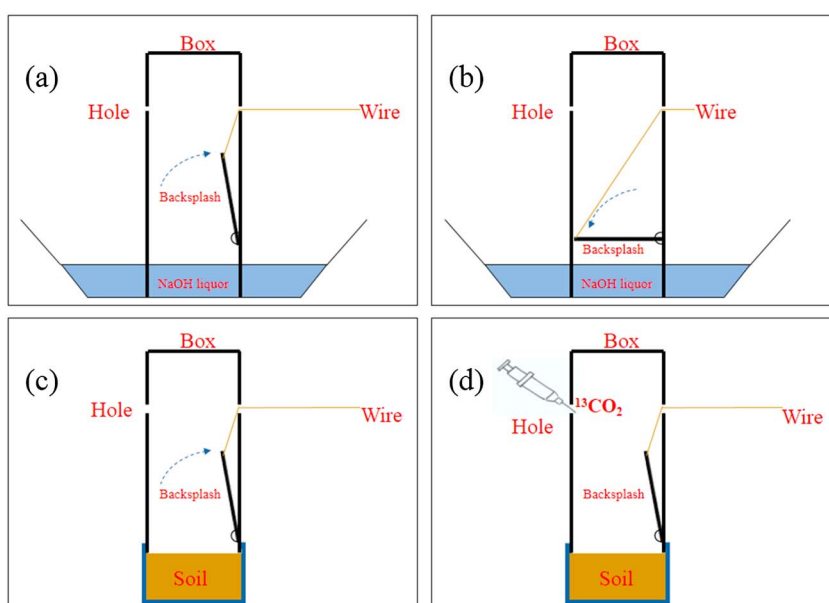 Box
(a)
Hole
Wire
Backsplash
NaOH liquor
Box
(b)
Hole
Wire
Backsplash
NaOH liquor
Box
(c)
Hole
Wire
Backsplash
Soil
Box
(d)
¹³CO₂
Hole
Wire
Backsplash
Soil